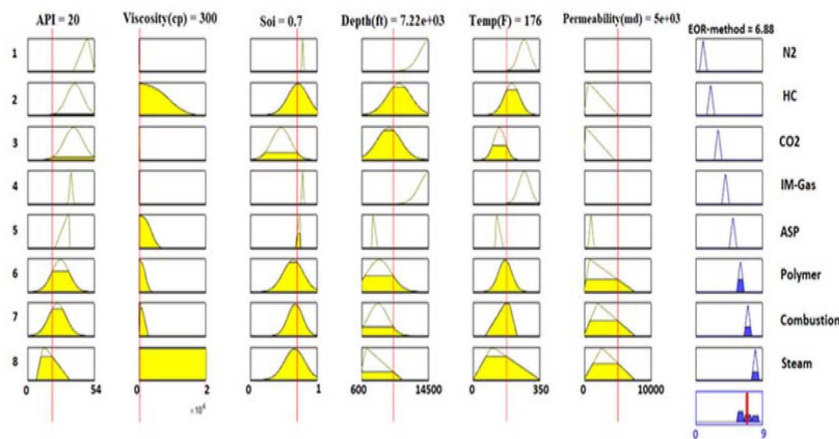 API = 20 Viscosity(cp) = 300 Soi = 0.7 Depth(ft) = 7.22e+03 Temp(F) = 176 Permeability(md) = 5e+03 EOR-method = 6.88
1 N2
2 HC
3 CO2
4 IM-Gas
5 ASP
6 Polymer
7 Combustion
8 Steam
0 54 0 2 0 1 600 14500 0 350 0 10000
× 10⁴
0 9